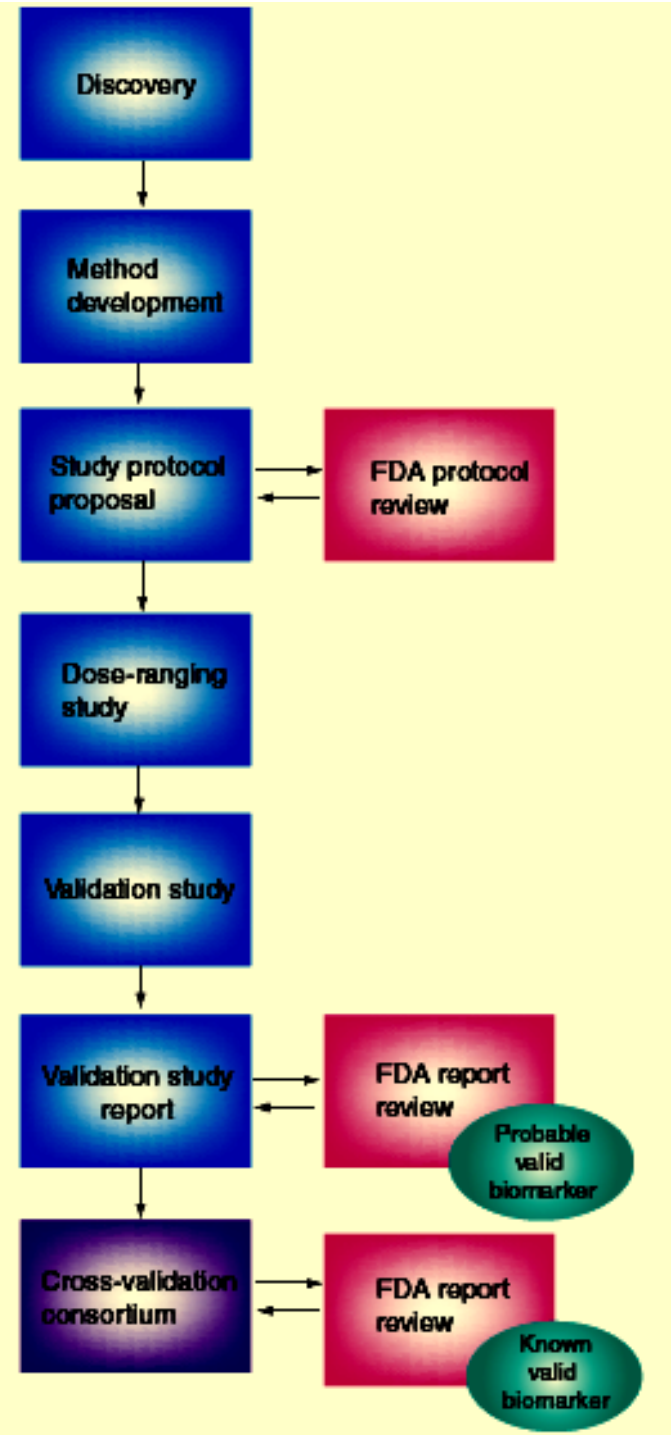 Discovery
Method
development
Study protocol
proposal
FDA protocol
review
Dose-ranging
study
Validation study
Validation study
report
FDA report
review
Probable
valid
biomarker
Cross-validation
consortium
FDA report
review
Known
valid
biomarker